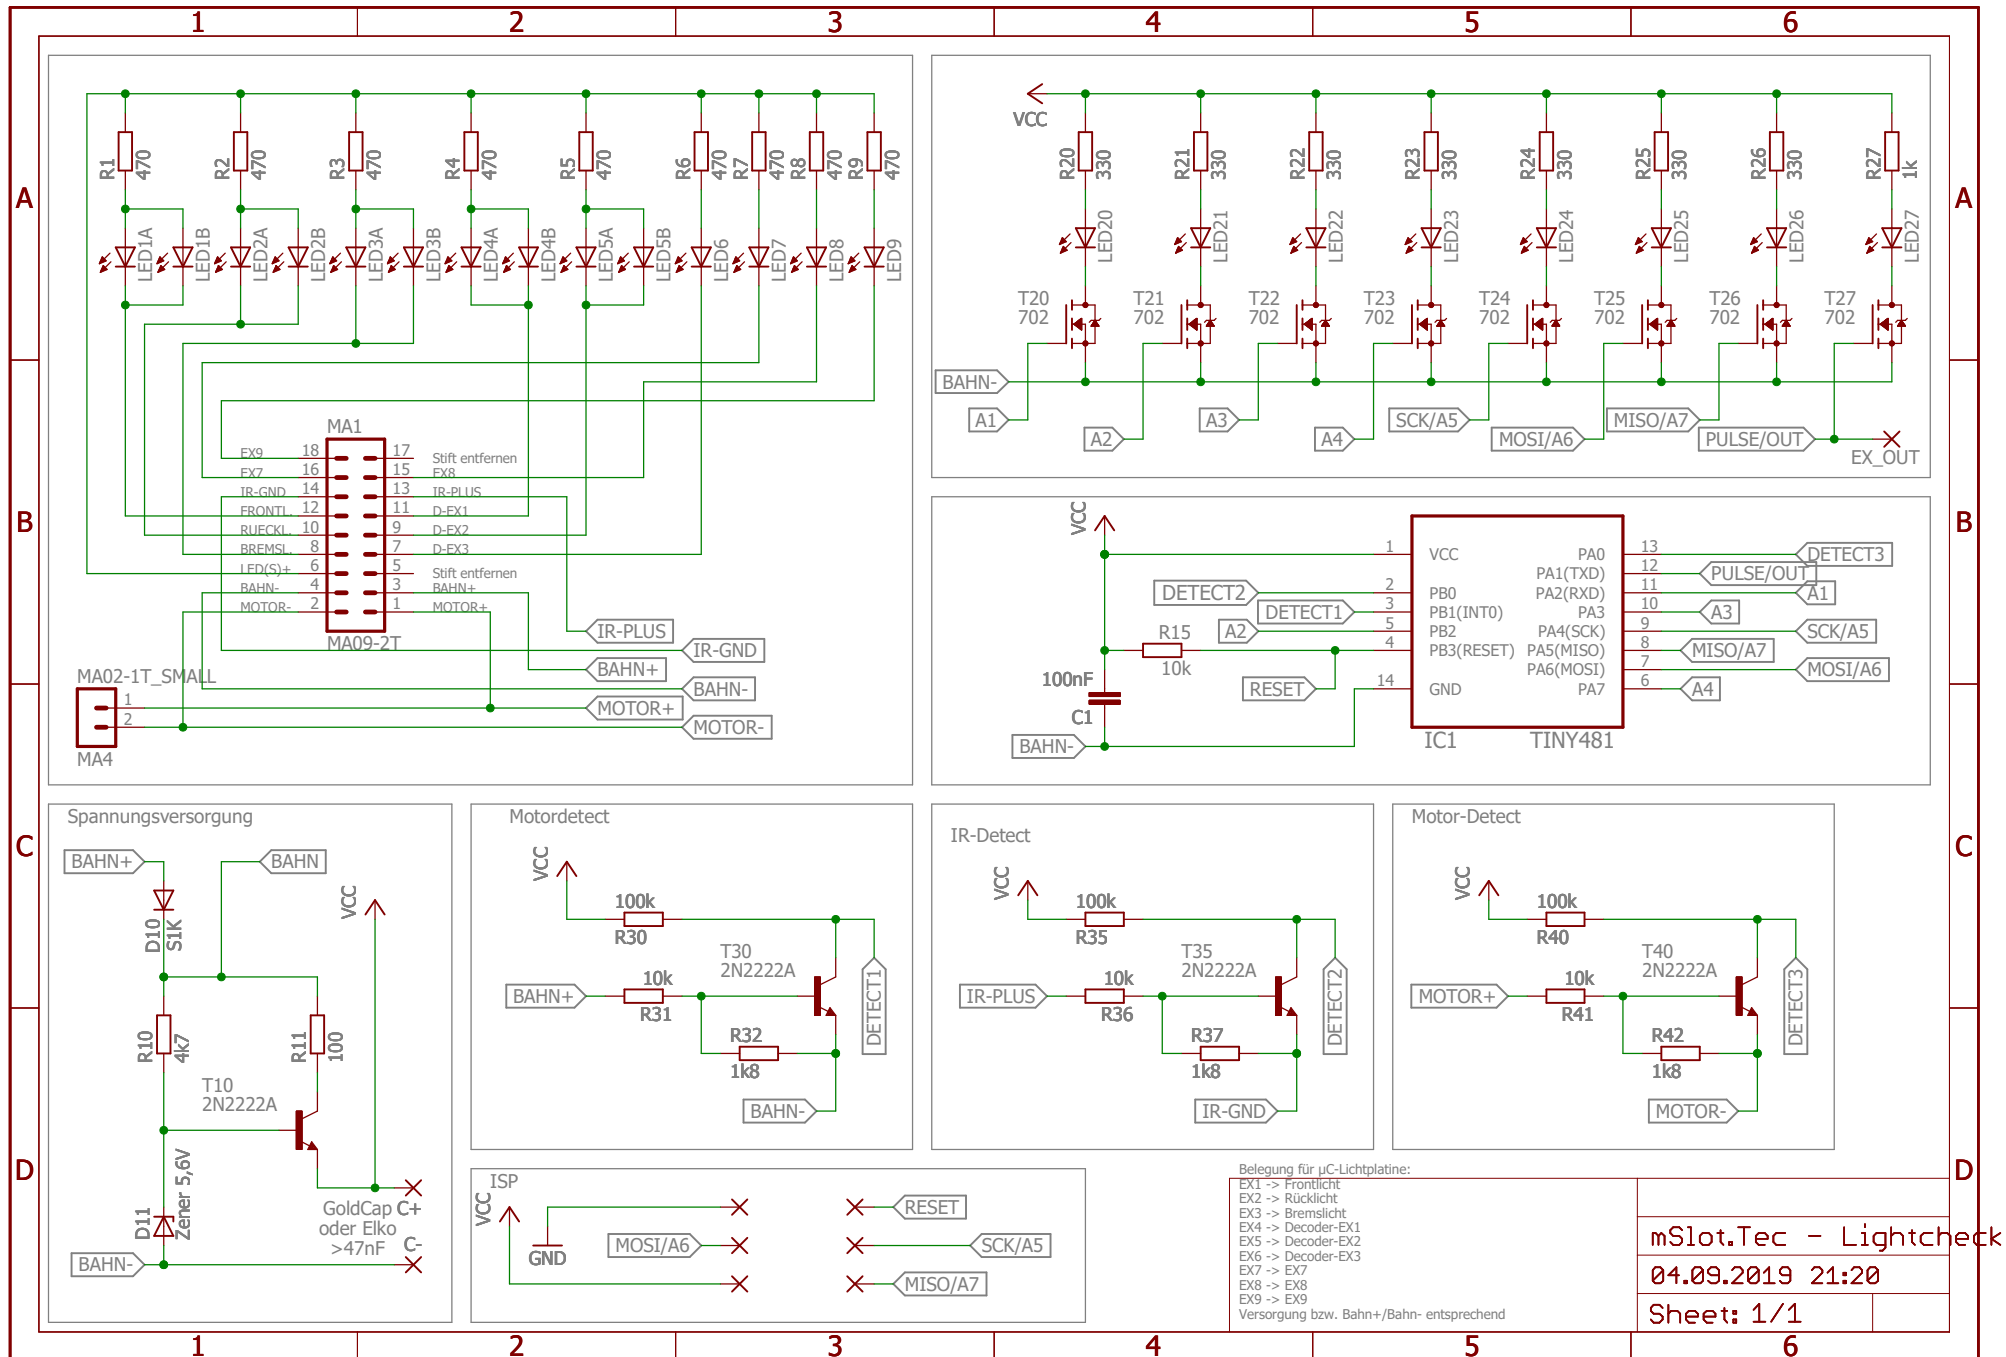 1 2 3 4 5 6
A A
B B
C C
D D
R1 470
R2 470
R3 470
R4 470
R5 470
R6 470
R7 470
R8 470
R9 470
LED1A
LED1B
LED2A
LED2B
LED3A
LED3B
LED4A
LED4B
LED5A
LED5B
LED6
LED7
LED8
LED9
MA1
EX9 18 17 Stift entfernen
EX7 16 15 EX8
IR-GND 14 13 IR-PLUS
FRONTL. 12 11 D-EX1
RUECKL. 10 9 D-EX2
BREMSL. 8 7 D-EX3
LED(S)+ 6 5 Stift entfernen
BAHN- 4 3 BAHN+
MOTOR- 2 1 MOTOR+
MA09-2T
IR-PLUS
IR-GND
BAHN+
BAHN-
MOTOR+
MOTOR-
MA02-1T_SMALL
1
2
MA4
VCC
R20 330
R21 330
R22 330
R23 330
R24 330
R25 330
R26 330
R27 1k
LED20
LED21
LED22
LED23
LED24
LED25
LED26
LED27
T20 T21 T22 T23 T24 T25 T26 T27
702 702 702 702 702 702 702 702
BAHN-
A1 A3 SCK/A5 MISO/A7
A2 A4 MOSI/A6 PULSE/OUT
EX_OUT
VCC
DETECT2
DETECT1
A2
R15
10k
RESET
100nF
C1
BAHN-
1 VCC
2 PB0
3 PB1(INT0)
5 PB2
4 PB3(RESET)
14 GND
PA0 13 DETECT3
PA1(TXD) 12 PULSE/OUT
PA2(RXD) 11 A1
PA3 10 A3
PA4(SCK) 9 SCK/A5
PA5(MISO) 8 MISO/A7
PA6(MOSI) 7 MOSI/A6
PA7 6 A4
IC1 TINY481
Spannungsversorgung
BAHN+ BAHN
VCC
D10
S1K
R10
4k7
R11
100
T10
2N2222A
D11
Zener 5,6V
GoldCap C+
oder Elko
>47nF C-
BAHN-
Motordetect
VCC
100k
R30
T30
2N2222A
10k
BAHN+
R31
R32
1k8
DETECT1
BAHN-
IR-Detect
VCC
100k
R35
T35
2N2222A
10k
IR-PLUS
R36
R37
1k8
DETECT2
IR-GND
Motor-Detect
VCC
100k
R40
T40
2N2222A
10k
MOTOR+
R41
R42
1k8
DETECT3
MOTOR-
ISP
VCC
GND
RESET
MOSI/A6
SCK/A5
MISO/A7
Belegung für µC-Lichtplatine:
EX1 -> Frontlicht
EX2 -> Rücklicht
EX3 -> Bremslicht
EX4 -> Decoder-EX1
EX5 -> Decoder-EX2
EX6 -> Decoder-EX3
EX7 -> EX7
EX8 -> EX8
EX9 -> EX9
Versorgung bzw. Bahn+/Bahn- entsprechend
mSlot.Tec - Lightcheck
04.09.2019 21:20
Sheet: 1/1
1 2 3 4 5 6